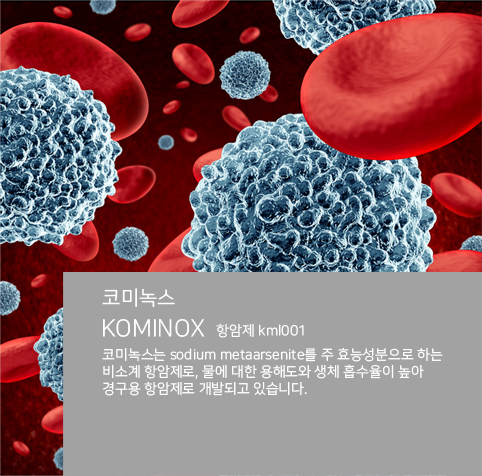 코미녹스
KOMINOX 항암제 kml001
코미녹스는 sodium metaarsenite를 주 효능성분으로 하는
비소계 항암제로, 물에 대한 용해도와 생체 흡수율이 높아
경구용 항암제로 개발되고 있습니다.